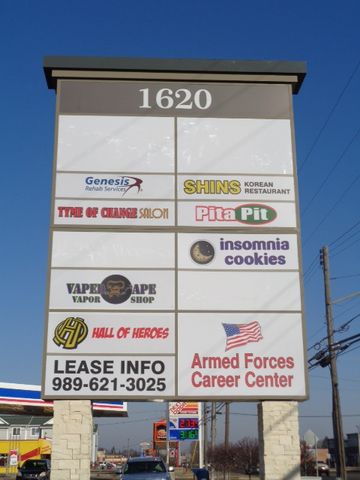 1620
Genesis
Rehab Services
SHINS KOREAN
RESTAURANT
TYME OF CHANGE SALON
Pita Pit
insomnia
cookies
VAPE APE
VAPOR SHOP
HALL OF HEROES
LEASE INFO
989-621-3025
Armed Forces
Career Center